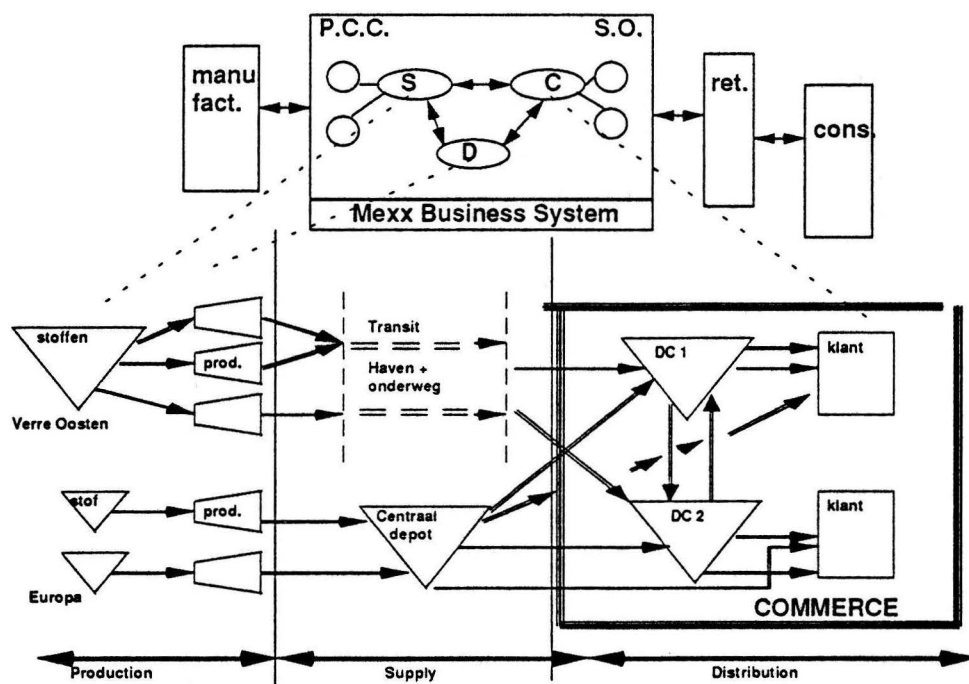 P.C.C. S.O.
manu
fact.
S
C
D
ret.
cons.
Mexx Business System
stoffen
prod.
Verre Oosten
Transit
Haven +
onderweg
DC 1
klant
stof
prod.
Europa
Centraal
depot
DC 2
klant
COMMERCE
Production Supply Distribution